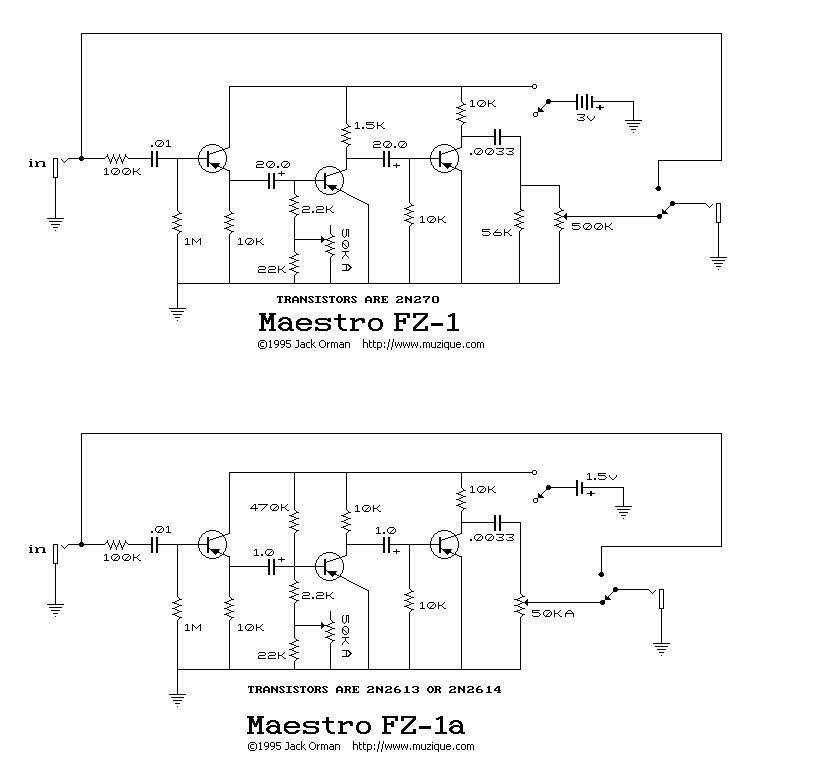 10K
3v
+
1.5K
.01
20.0
+
20.0
+
.0033
in
100K
2.2K
50KA
1M
10K
22K
10K
56K
500K
TRANSISTORS ARE 2N270
Maestro FZ-1
©1995 Jack Orman http://www.muzique.com
1.5v
+
470K
10K
10K
.01
1.0
+
1.0
+
.0033
in
100K
2.2K
50KA
1M
10K
22K
10K
50KA
TRANSISTORS ARE 2N2613 OR 2N2614
Maestro FZ-1a
©1995 Jack Orman http://www.muzique.com